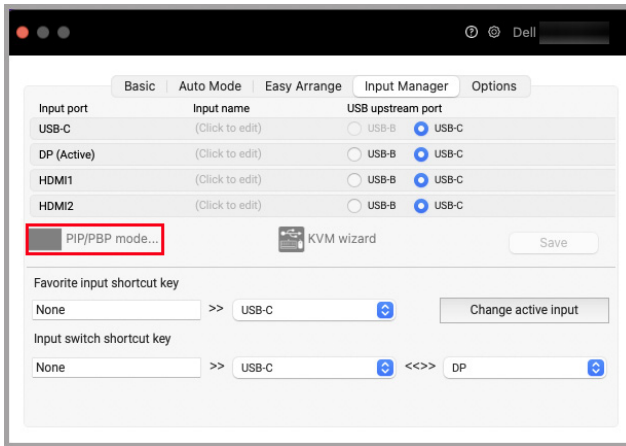 Dell
Basic Auto Mode Easy Arrange Input Manager Options
Input port Input name USB upstream port
USB-C (Click to edit) USB-B USB-C
DP (Active) (Click to edit) USB-B USB-C
HDMI1 (Click to edit) USB-B USB-C
HDMI2 (Click to edit) USB-B USB-C
PIP/PBP mode... KVM wizard Save
Favorite input shortcut key
None >> USB-C Change active input
Input switch shortcut key
None >> USB-C <<>> DP